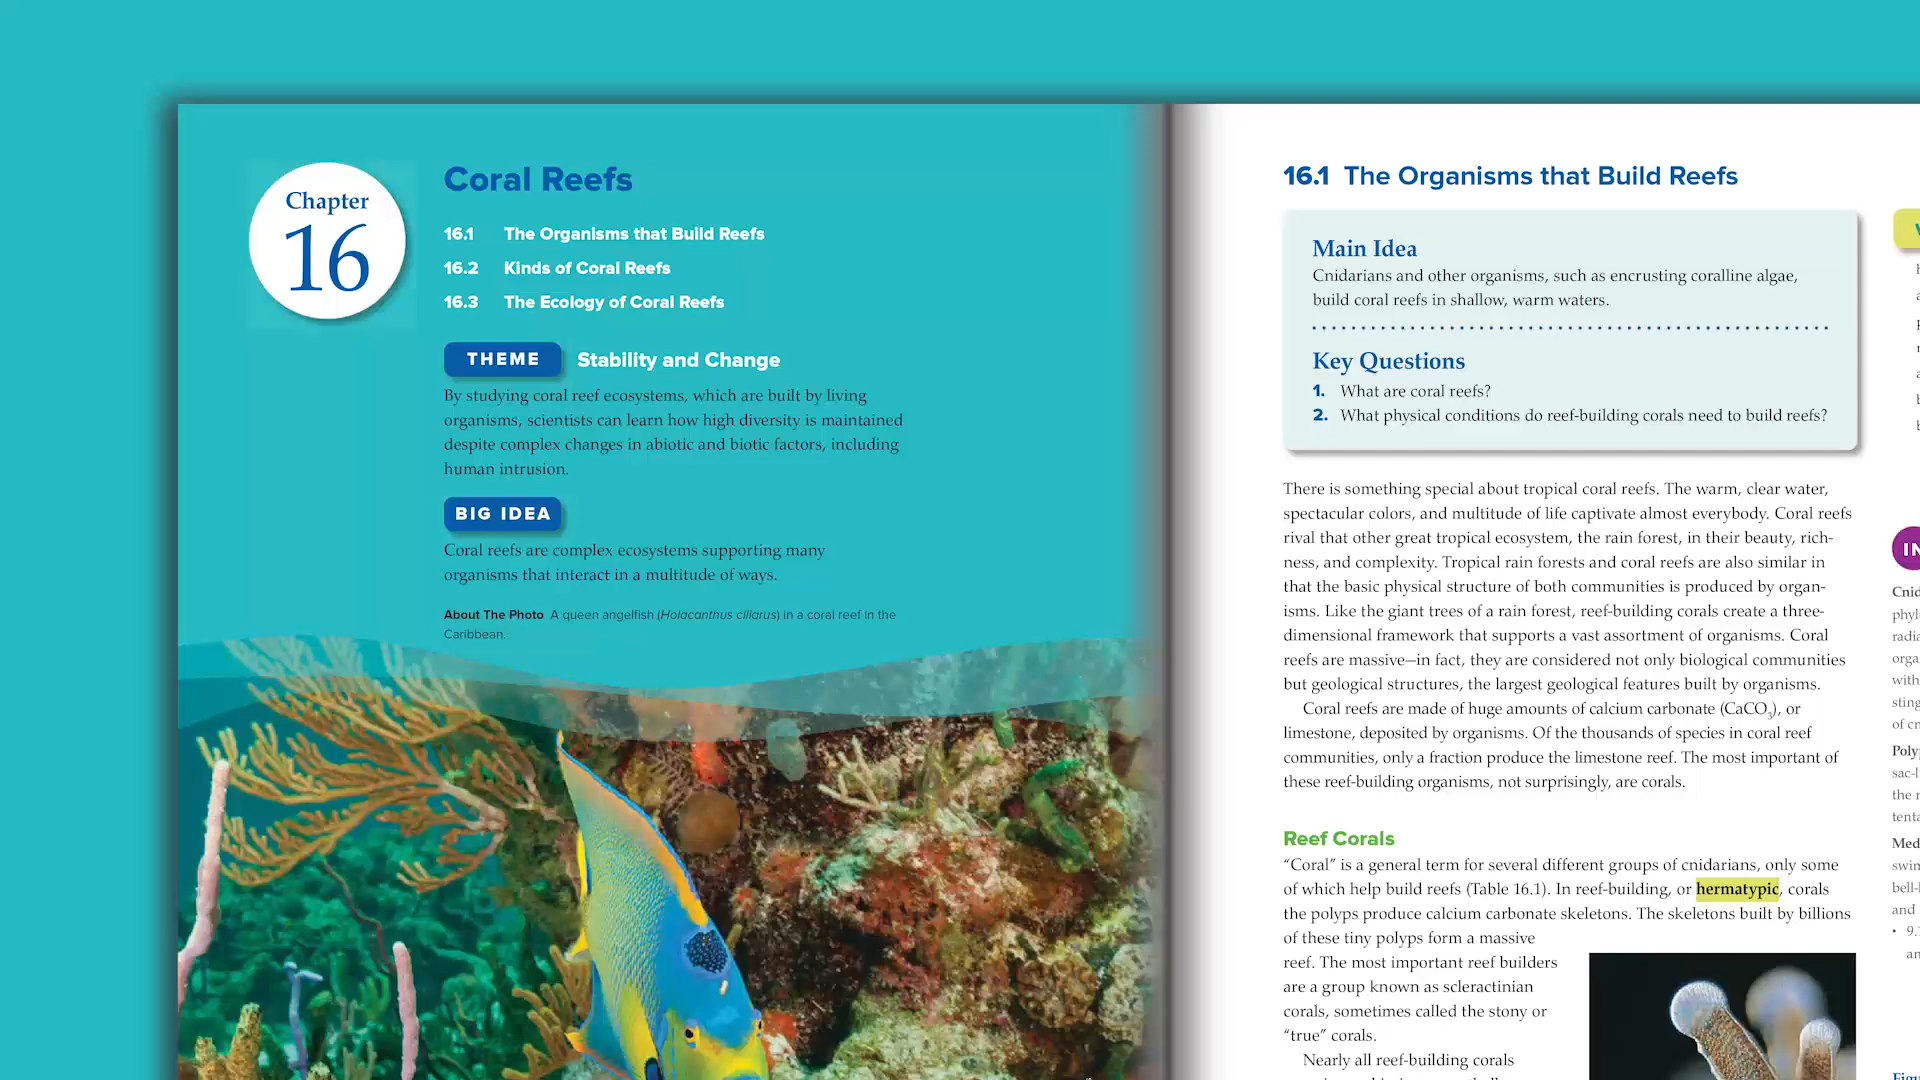 Chapter
16
Coral Reefs
16.1 The Organisms that Build Reefs
16.2 Kinds of Coral Reefs
16.3 The Ecology of Coral Reefs
THEME Stability and Change
By studying coral reef ecosystems, which are built by living
organisms, scientists can learn how high diversity is maintained
despite complex changes in abiotic and biotic factors, including
human intrusion.
BIG IDEA
Coral reefs are complex ecosystems supporting many
organisms that interact in a multitude of ways.
About The Photo A queen angelfish (Holacanthus ciliarus) in a coral reef in the
Caribbean.
16.1 The Organisms that Build Reefs
Main Idea
Cnidarians and other organisms, such as encrusting coralline algae,
build coral reefs in shallow, warm waters.
Key Questions
1. What are coral reefs?
2. What physical conditions do reef-building corals need to build reefs?
There is something special about tropical coral reefs. The warm, clear water,
spectacular colors, and multitude of life captivate almost everybody. Coral reefs
rival that other great tropical ecosystem, the rain forest, in their beauty, rich-
ness, and complexity. Tropical rain forests and coral reefs are also similar in
that the basic physical structure of both communities is produced by organ-
isms. Like the giant trees of a rain forest, reef-building corals create a three-
dimensional framework that supports a vast assortment of organisms. Coral
reefs are massive—in fact, they are considered not only biological communities
but geological structures, the largest geological features built by organisms.
Coral reefs are made of huge amounts of calcium carbonate (CaCO₃), or
limestone, deposited by organisms. Of the thousands of species in coral reef
communities, only a fraction produce the limestone reef. The most important of
these reef-building organisms, not surprisingly, are corals.
Reef Corals
“Coral” is a general term for several different groups of cnidarians, only some
of which help build reefs (Table 16.1). In reef-building, or hermatypic, corals
the polyps produce calcium carbonate skeletons. The skeletons built by billions
of these tiny polyps form a massive
reef. The most important reef builders
are a group known as scleractinian
corals, sometimes called the stony or
“true” corals.
Nearly all reef-building corals